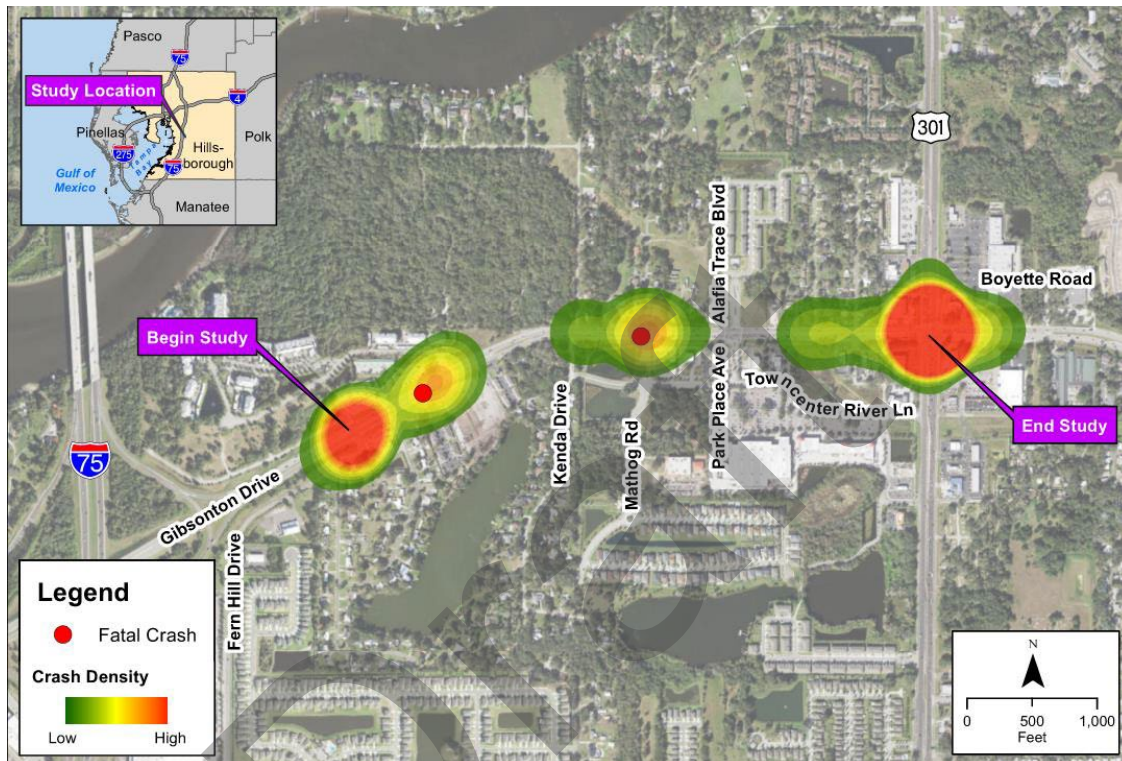 Pasco
75
Study Location
4
Pinellas
Polk
Hills-
borough
275
Tampa
Bay
75
Gulf of
Mexico
Manatee
301
Alafia Trace Blvd
Boyette Road
Begin Study
Park Place Ave
Towncenter River Ln
End Study
Kenda Drive
Mathog Rd
75
Gibsonton Drive
Fern Hill Drive
Legend
Fatal Crash
Crash Density
Low
High
N
0
500
1,000
Feet